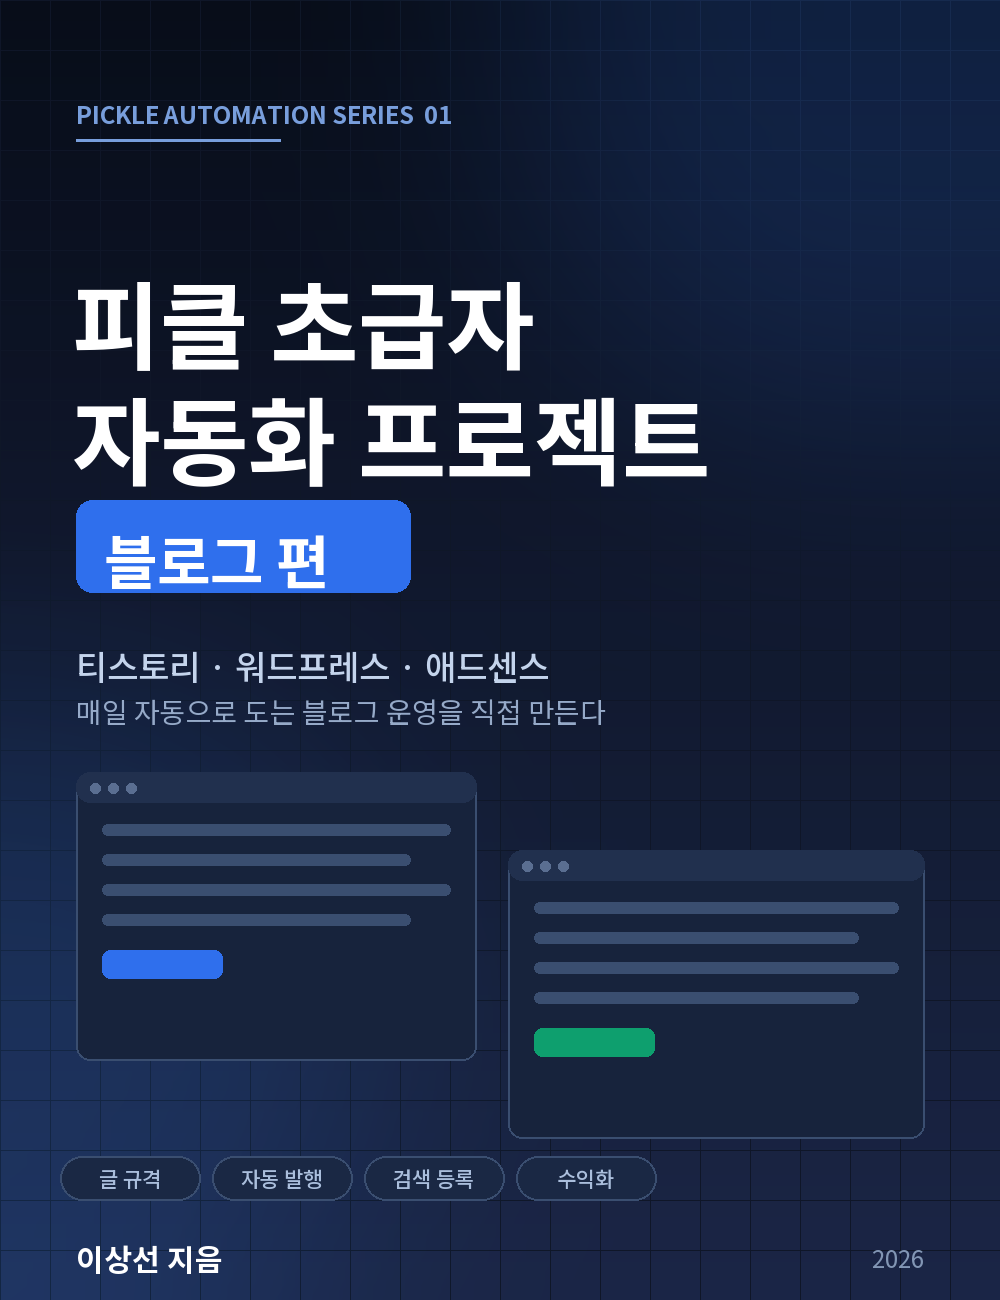 PICKLE AUTOMATION SERIES 01
피클 초급자
자동화 프로젝트
블로그 편
티스토리 · 워드프레스 · 애드센스
매일 자동으로 도는 블로그 운영을 직접 만든다
글 규격 자동 발행 검색 등록 수익화
이상선 지음 2026